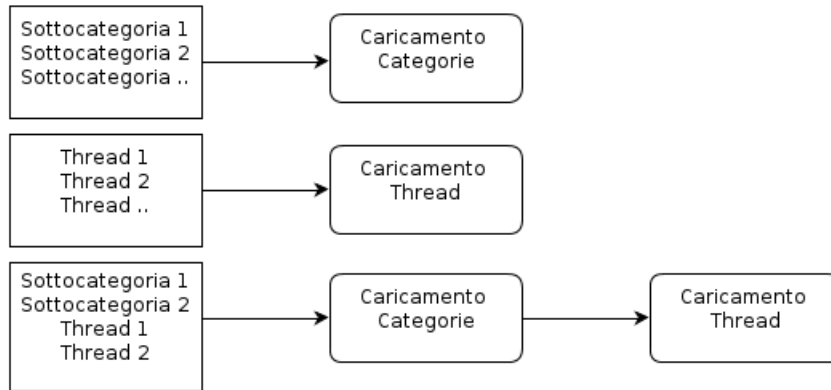 Sottocategoria 1
Sottocategoria 2
Sottocategoria ..
Caricamento
Categorie
Thread 1
Thread 2
Thread ..
Caricamento
Thread
Sottocategoria 1
Sottocategoria 2
Thread 1
Thread 2
Caricamento
Categorie
Caricamento
Thread